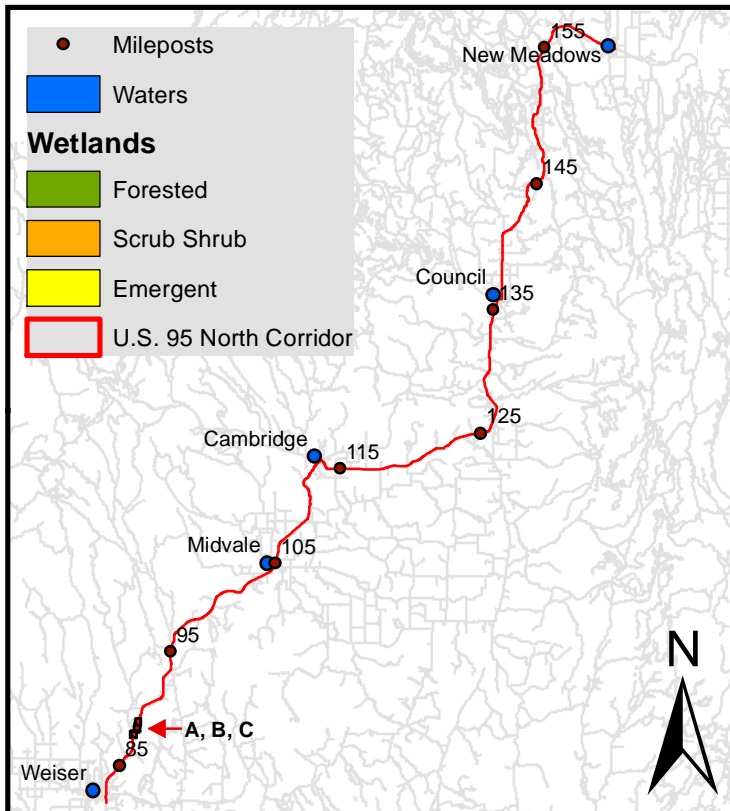 Mileposts
Waters
Wetlands
Forested
Scrub Shrub
Emergent
U.S. 95 North Corridor
155
New Meadows
145
Council
135
125
Cambridge
115
Midvale
105
95
N
A, B, C
85
Weiser